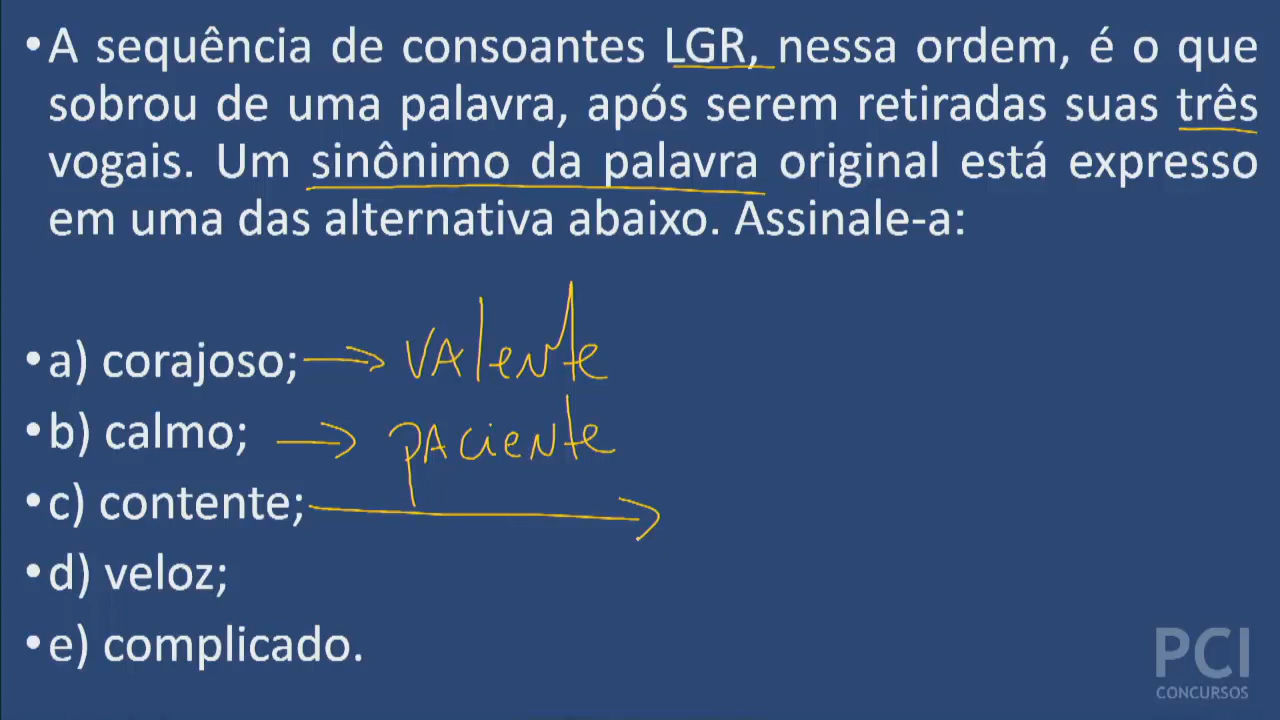 • A sequência de consoantes LGR, nessa ordem, é o que
sobrou de uma palavra, após serem retiradas suas três
vogais. Um sinônimo da palavra original está expresso
em uma das alternativa abaixo. Assinale-a:
• a) corajoso; → VAlente
• b) calmo; → pAciente
• c) contente; →
• d) veloz;
• e) complicado.
PCI
CONCURSOS